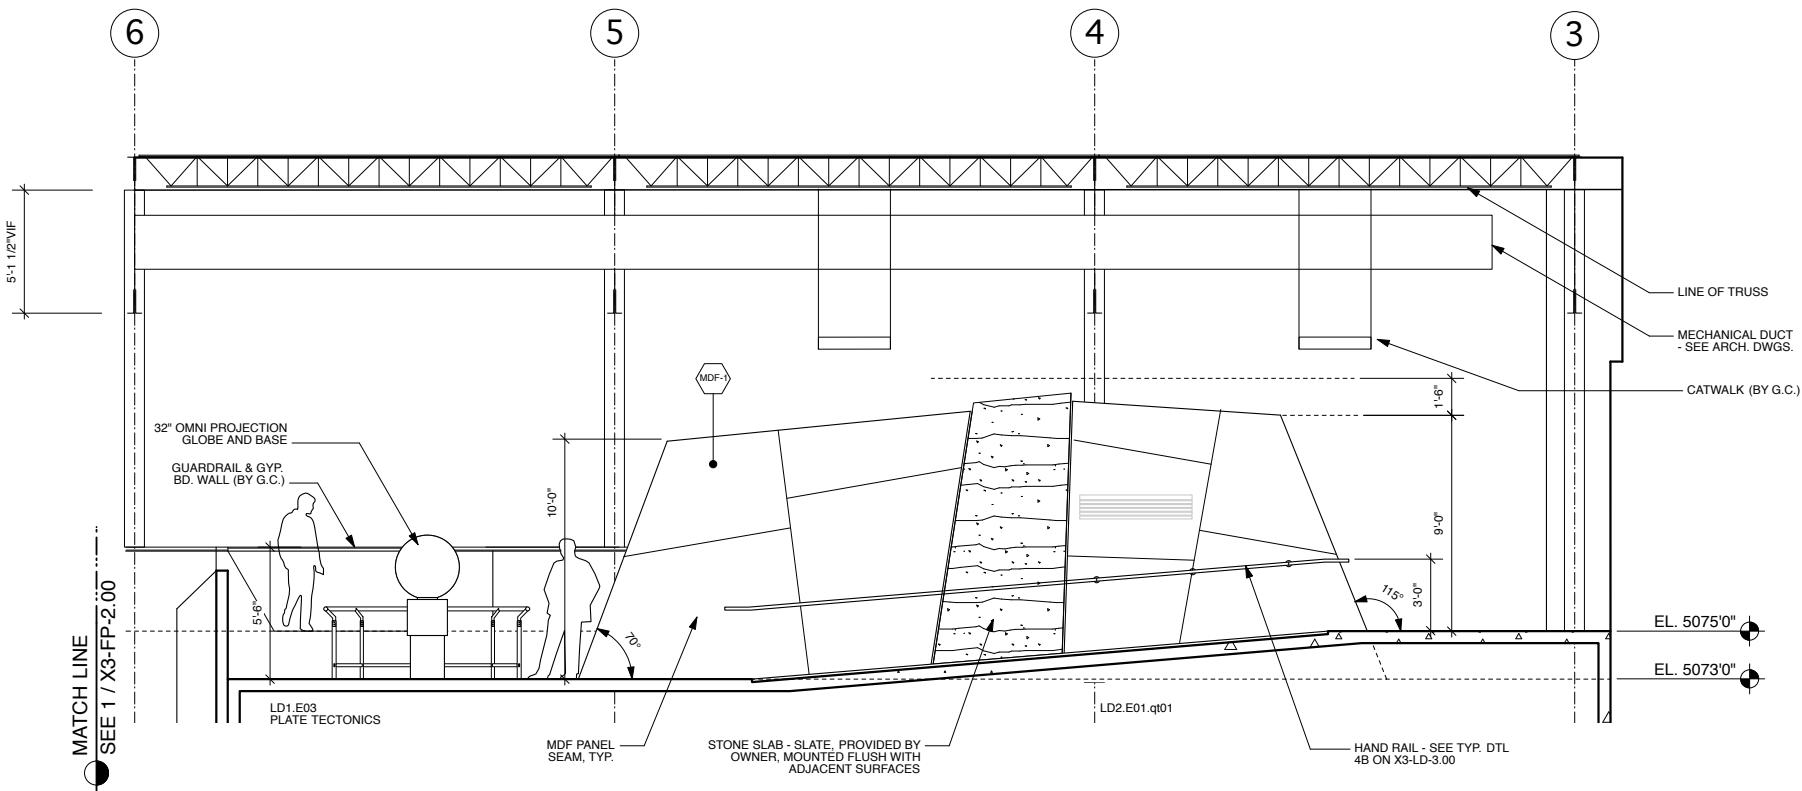 6
5
4
3
5'-1 1/2"VIF
LINE OF TRUSS
MECHANICAL DUCT
- SEE ARCH. DWGS.
CATWALK (BY G.C.)
MDF-1
1'-6"
32" OMNI PROJECTION
GLOBE AND BASE
GUARDRAIL & GYP.
BD. WALL (BY G.C.)
10'-0"
9'-0"
5'-6"
3'-0"
70°
115°
EL. 5075'0"
EL. 5073'0"
MATCH LINE
SEE 1 / X3-FP-2.00
LD1.E03
PLATE TECTONICS
LD2.E01.qt01
MDF PANEL
SEAM, TYP.
STONE SLAB - SLATE, PROVIDED BY
OWNER, MOUNTED FLUSH WITH
ADJACENT SURFACES
HAND RAIL - SEE TYP. DTL
4B ON X3-LD-3.00